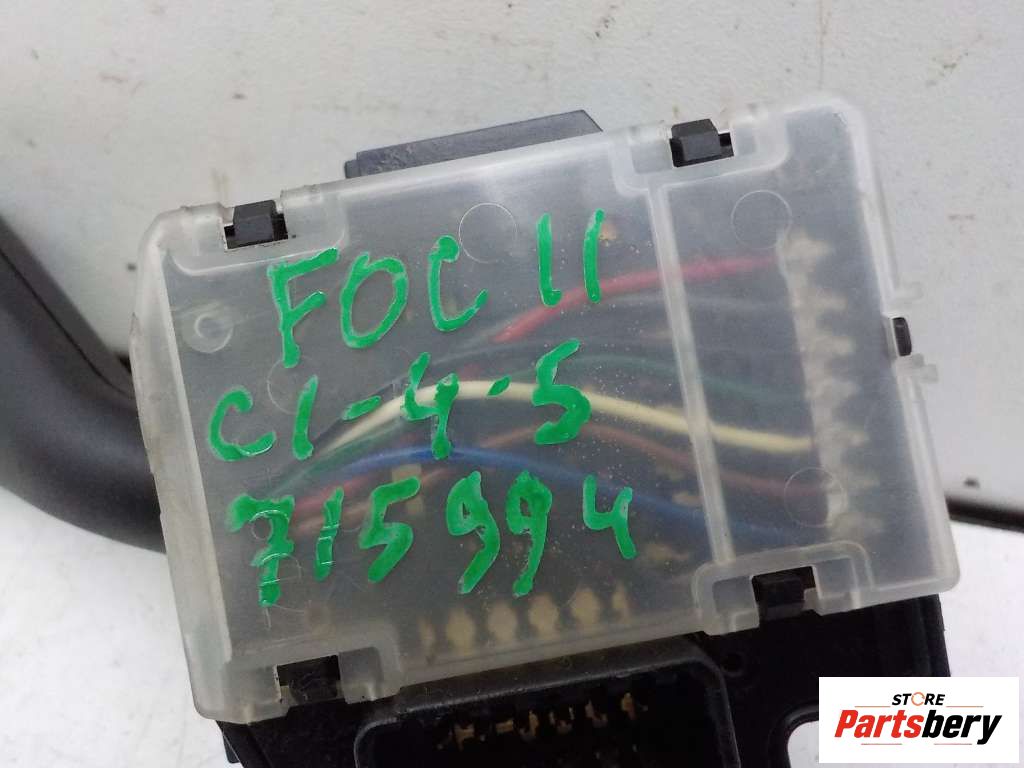 FOC II
C1-4-5
715994
STORE
Partsbery